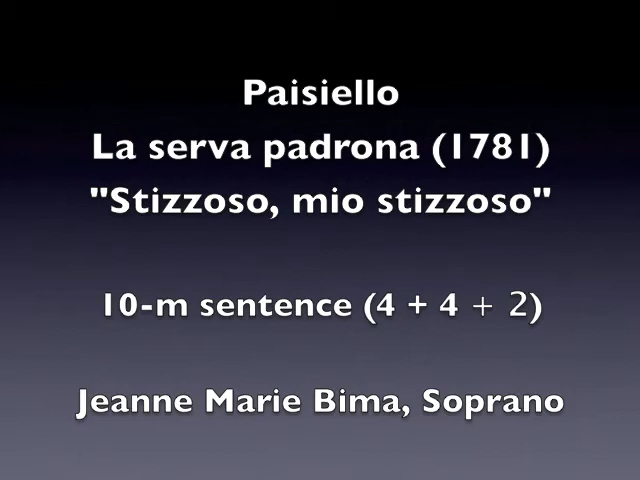 Paisiello
La serva padrona (1781)
"Stizzoso, mio stizzoso"
10-m sentence (4 + 4 + 2)
Jeanne Marie Bima, Soprano